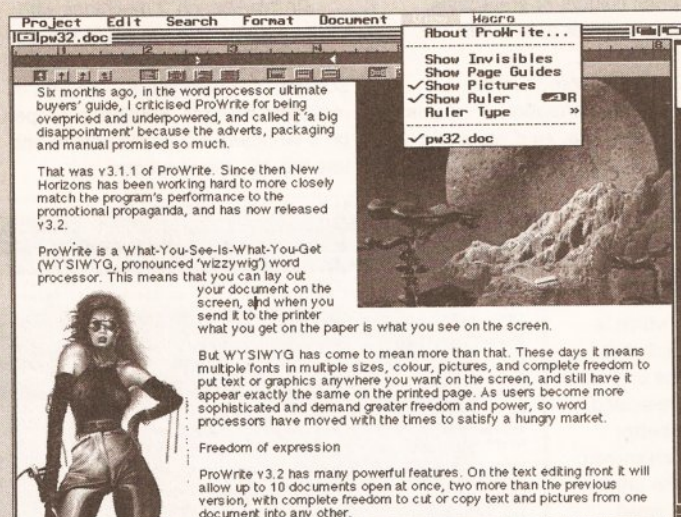 Project Edit Search Format Document Macro
pw32.doc
About ProWrite...
Show Invisibles
Show Page Guides
✓Show Pictures
✓Show Ruler R
Ruler Type »
✓pw32.doc
Six months ago, in the word processor ultimate
buyers' guide, I criticised ProWrite for being
overpriced and underpowered, and called it 'a big
disappointment' because the adverts, packaging
and manual promised so much.
That was v3.1.1 of ProWrite. Since then New
Horizons has been working hard to more closely
match the program's performance to the
promotional propaganda, and has now released
v3.2.
ProWrite is a What-You-See-Is-What-You-Get
(WYSIWYG, pronounced 'wizzywig') word
processor. This means that you can lay out
your document on the
screen, and when you
send it to the printer
what you get on the paper is what you see on the screen.
But WYSIWYG has come to mean more than that. These days it means
multiple fonts in multiple sizes, colour, pictures, and complete freedom to
put text or graphics anywhere you want on the screen, and still have it
appear exactly the same on the printed page. As users become more
sophisticated and demand greater freedom and power, so word
processors have moved with the times to satisfy a hungry market.
Freedom of expression
ProWrite v3.2 has many powerful features. On the text editing front it will
allow up to 10 documents open at once, two more than the previous
version, with complete freedom to cut or copy text and pictures from one
document into any other.